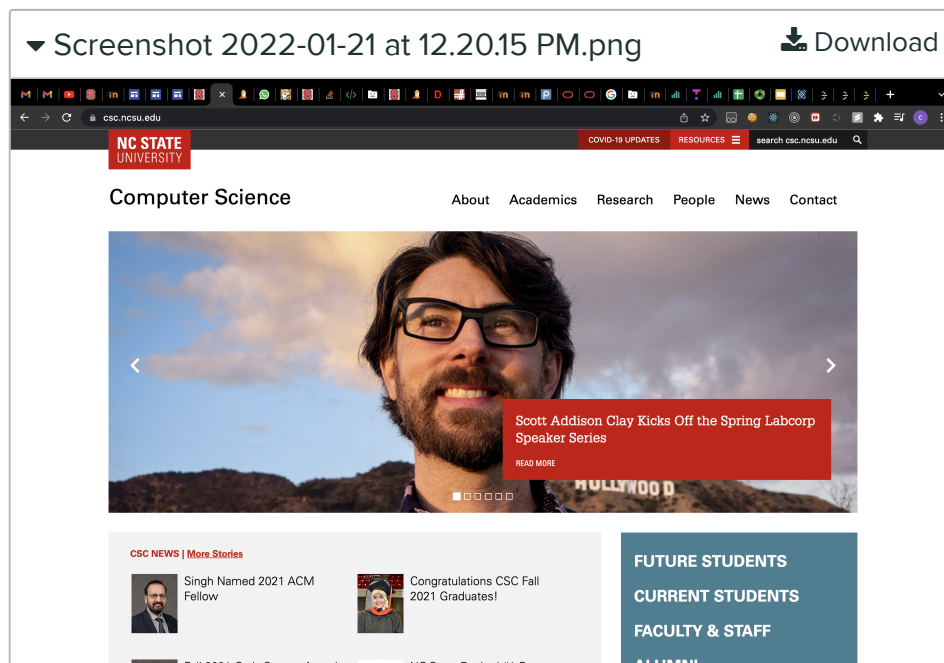 Screenshot 2022-01-21 at 12.20.15 PM.png
Download
csc.ncsu.edu
NC STATE
UNIVERSITY
COVID-19 UPDATES
RESOURCES
search csc.ncsu.edu
Computer Science
About
Academics
Research
People
News
Contact
Scott Addison Clay Kicks Off the Spring Labcorp
Speaker Series
READ MORE
HOLLYWOOD
CSC NEWS | More Stories
Singh Named 2021 ACM
Fellow
Congratulations CSC Fall
2021 Graduates!
FUTURE STUDENTS
CURRENT STUDENTS
FACULTY & STAFF
ALUMNI